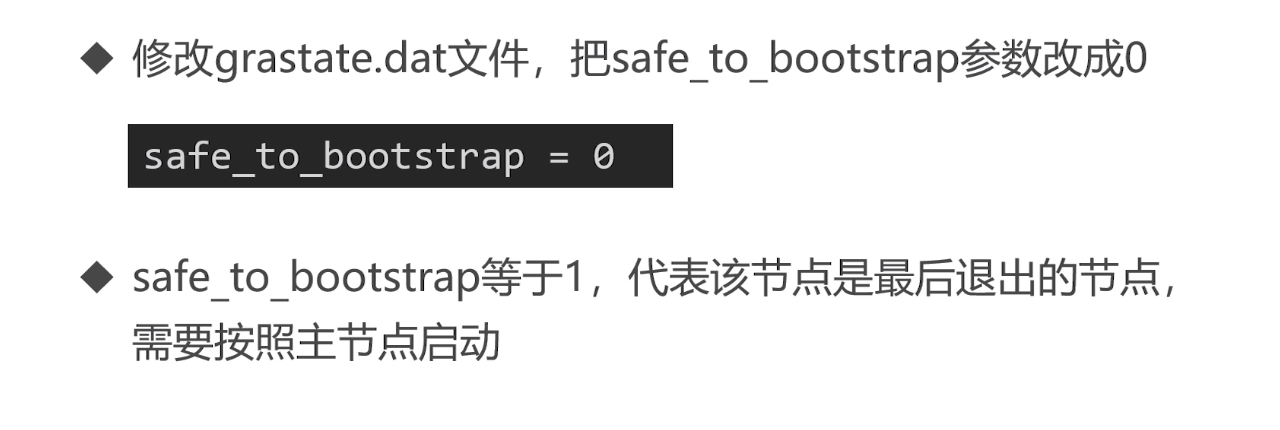 ◆ 修改grastate.dat文件，把safe_to_bootstrap参数改成0
safe_to_bootstrap = 0
◆ safe_to_bootstrap等于1，代表该节点是最后退出的节点，
需要按照主节点启动